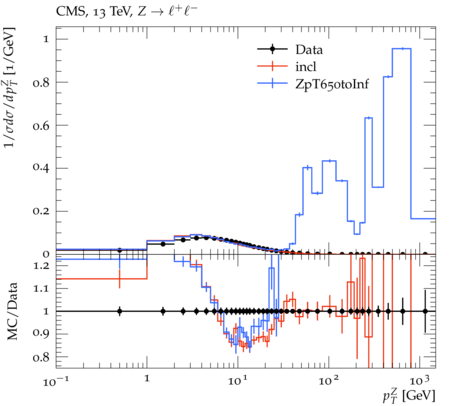 CMS, 13 TeV, Z → ℓ⁺ℓ⁻
1/σdσ/dp_T^Z [1/GeV]
1
0.8
0.6
0.4
0.2
0
Data
incl
ZpT650toInf
MC/Data
1.2
1.1
1
0.9
0.8
10⁻¹
1
10¹
10²
10³
p_T^Z [GeV]